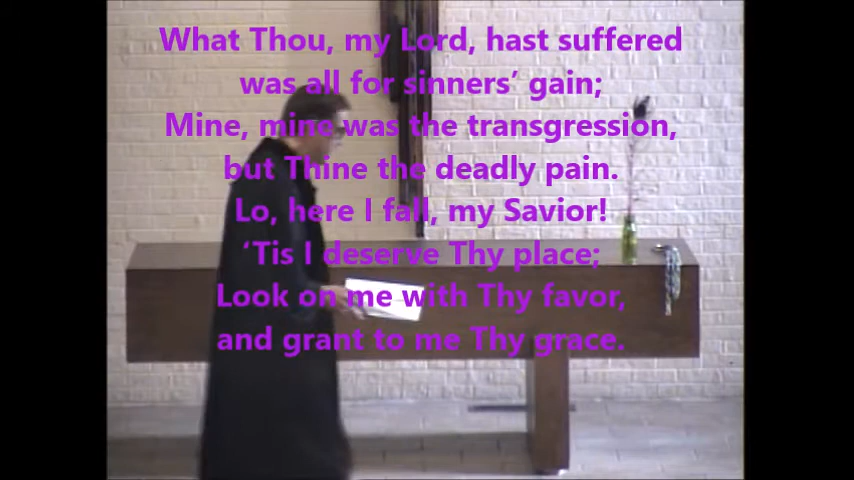 What Thou, my Lord, hast suffered
was all for sinners’ gain;
Mine, mine was the transgression,
but Thine the deadly pain.
Lo, here I fall, my Savior!
‘Tis I deserve Thy place;
Look on me with Thy favor,
and grant to me Thy grace.